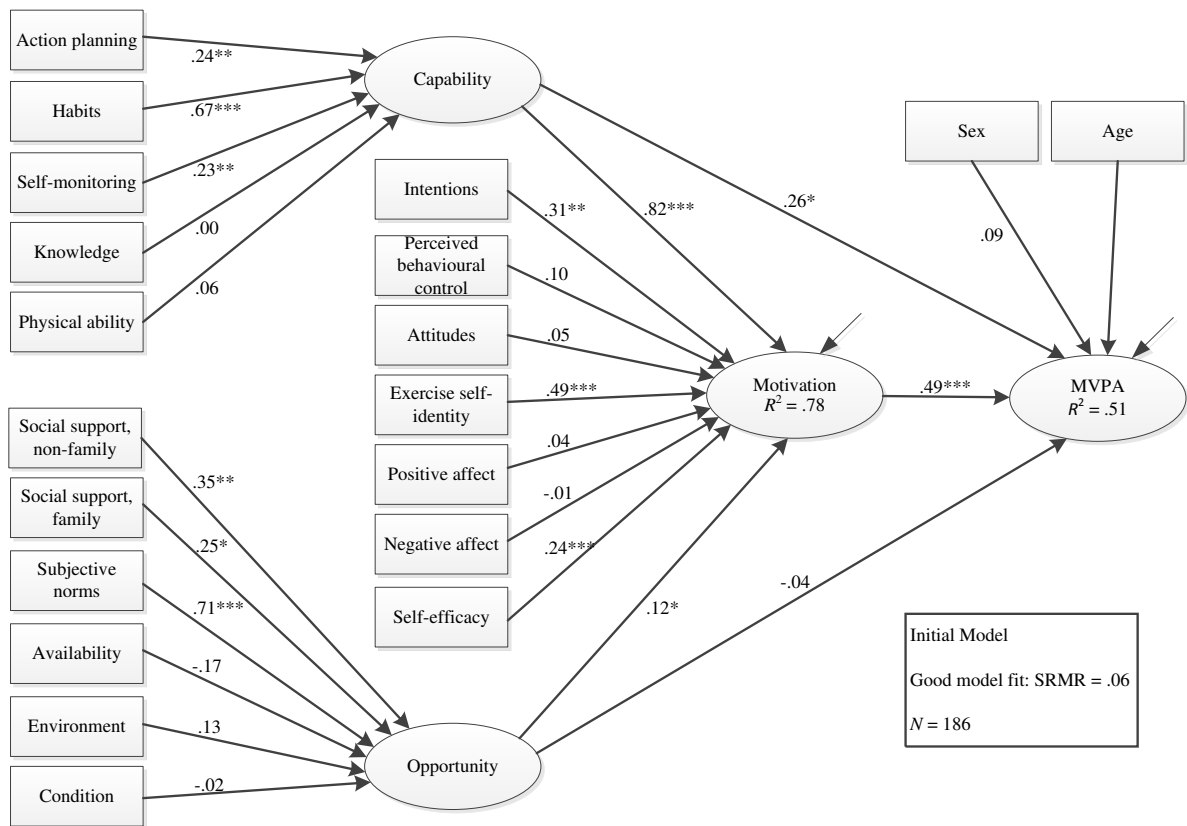 Action planning
.24**
Habits
.67***
Self-monitoring
.23**
Knowledge
.00
Physical ability
.06
Capability
Sex
Age
.26*
.82***
.09
Intentions
.31**
Perceived
behavioural
control
.10
Attitudes
.05
Exercise self-
identity
.49***
Positive affect
.04
Negative affect
-.01
Self-efficacy
.24***
Motivation
R² = .78
.49***
MVPA
R² = .51
Social support,
non-family
.35**
Social support,
family
.25*
Subjective
norms
.71***
Availability
-.17
Environment
.13
Condition
-.02
Opportunity
.12*
-.04
Initial Model
Good model fit: SRMR = .06
N = 186